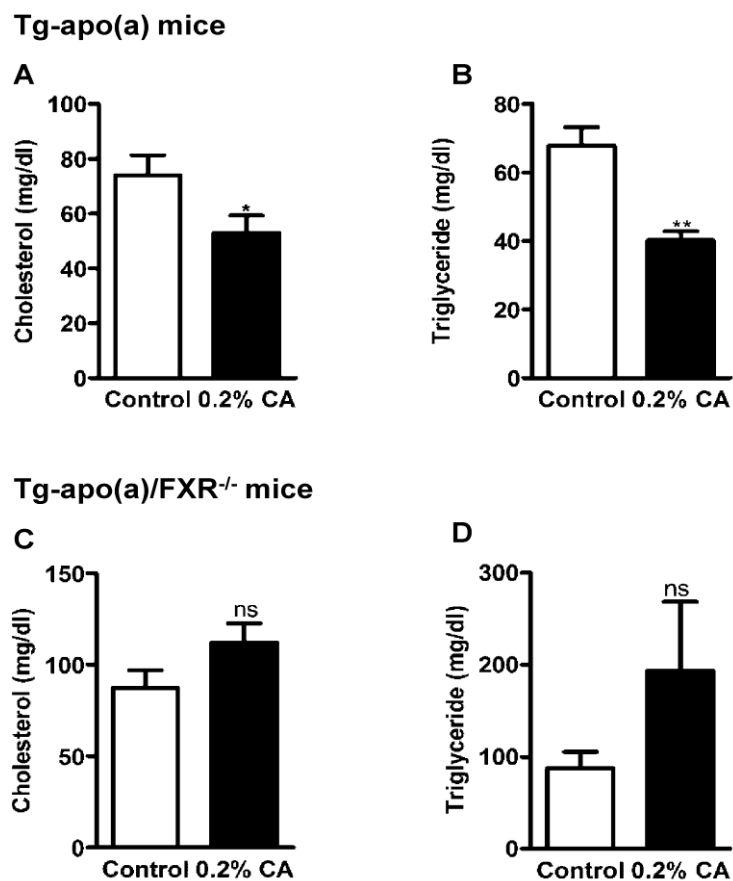 Tg-apo(a) mice
A
B
Cholesterol (mg/dl)
100
80
60
40
20
0
*
Control 0.2% CA
Triglyceride (mg/dl)
80
60
40
20
0
**
Control 0.2% CA
Tg-apo(a)/FXR-/- mice
C
D
Cholesterol (mg/dl)
150
100
50
0
ns
Control 0.2% CA
Triglyceride (mg/dl)
300
200
100
0
ns
Control 0.2% CA